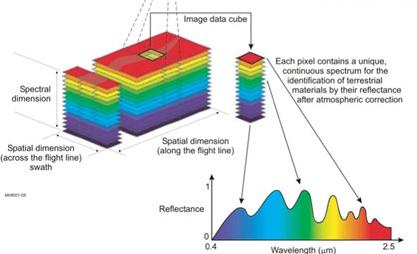 Image data cube
Each pixel contains a unique,
continuous spectrum for the
identification of terrestrial
materials by their reflectance
after atmospheric correction
Spectral
dimension
Spatial dimension
(across the flight line)
swath
Spatial dimension
(along the flight line)
1
Reflectance
0
0.4
2.5
Wavelength (µm)